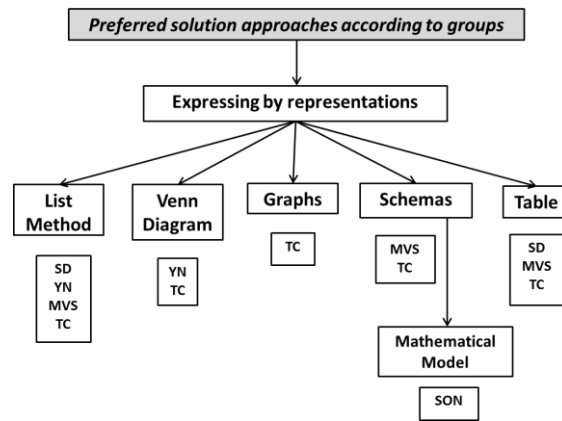 Preferred solution approaches according to groups
Expressing by representations
List
Method
Venn
Diagram
Graphs
Schemas
Table
SD
YN
MVS
TC
YN
TC
TC
MVS
TC
SD
MVS
TC
Mathematical
Model
SON